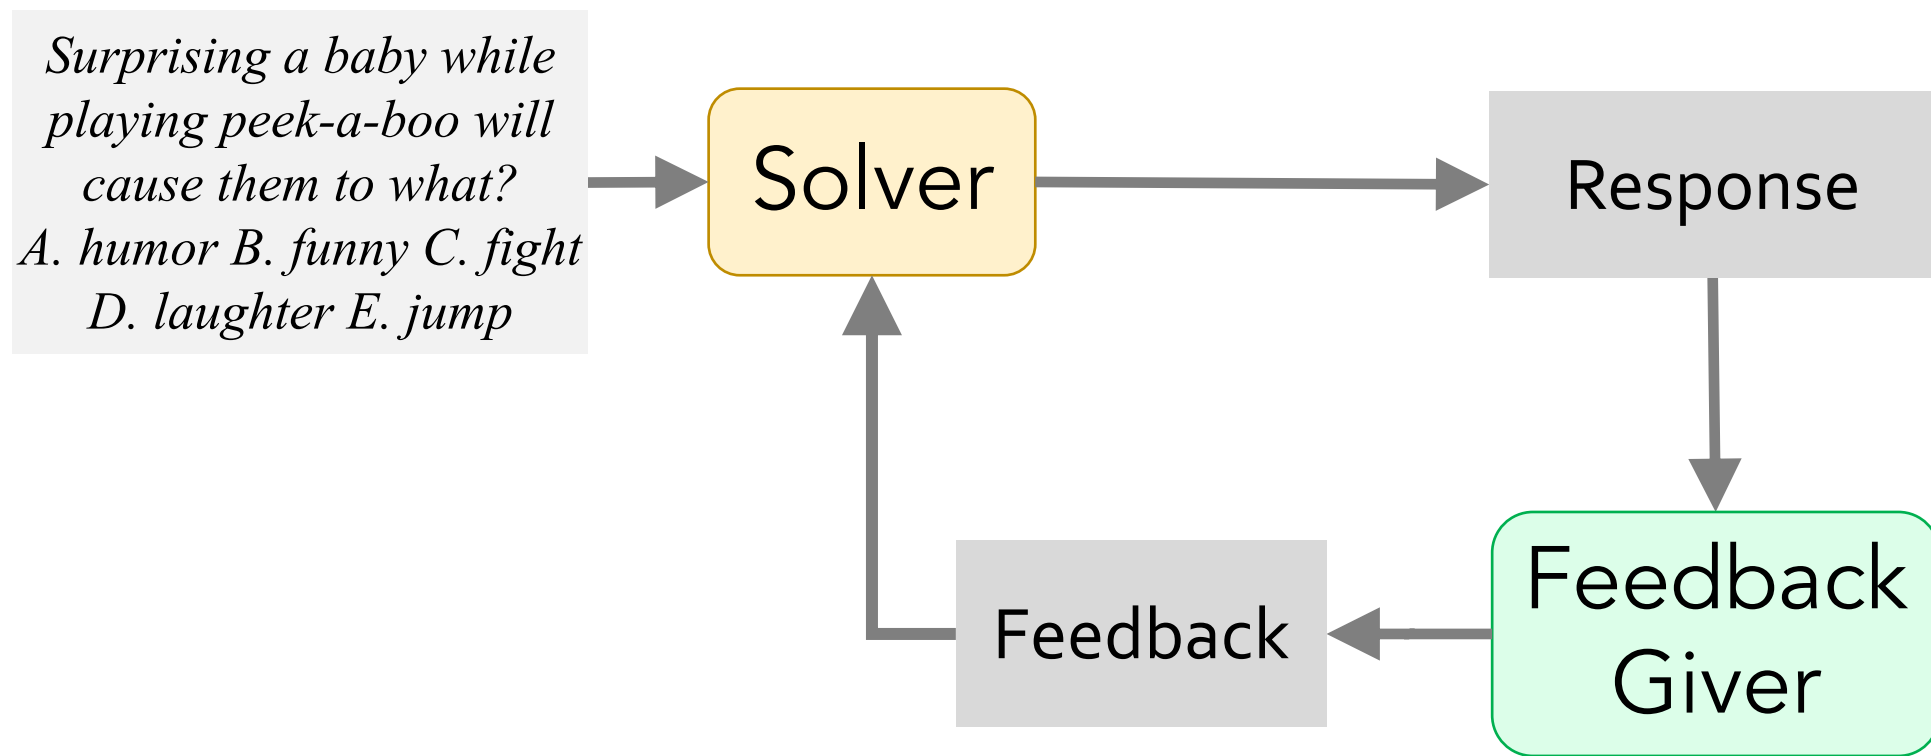 Surprising a baby while
playing peek-a-boo will
cause them to what?
A. humor B. funny C. fight
D. laughter E. jump
Solver
Response
Feedback
Feedback
Giver